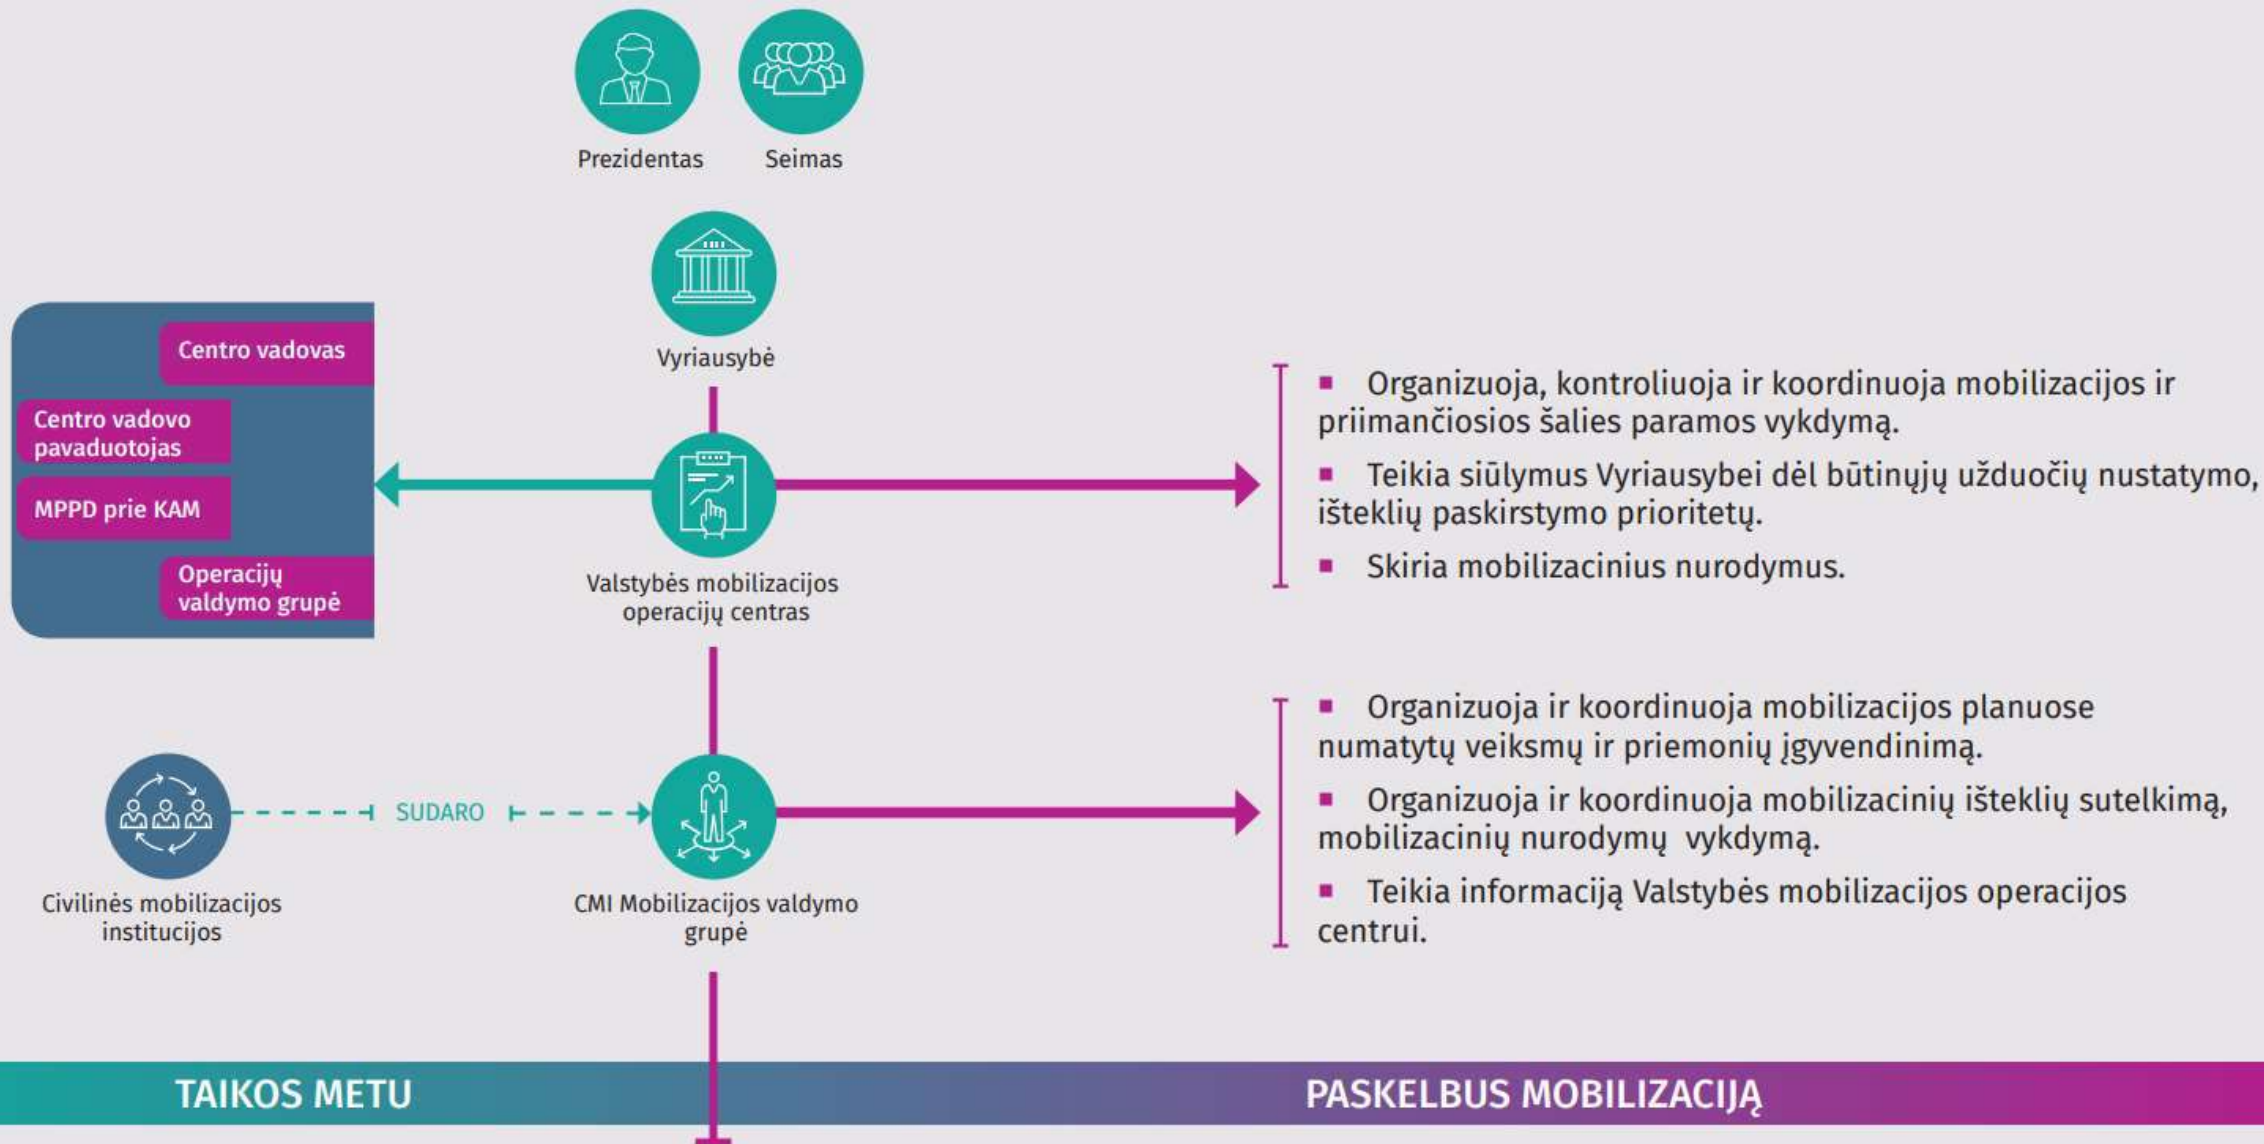 Prezidentas
Seimas
Vyriausybė
Centro vadovas
Centro vadovo
pavaduotojas
MPPD prie KAM
Operacijų
valdymo grupė
Valstybės mobilizacijos
operacijų centras
▪ Organizuoja, kontroliuoja ir koordinuoja mobilizacijos ir
priimančiosios šalies paramos vykdymą.
▪ Teikia siūlymus Vyriausybei dėl būtinųjų užduočių nustatymo,
išteklių paskirstymo prioritetų.
▪ Skiria mobilizacinius nurodymus.
Civilinės mobilizacijos
institucijos
SUDARO
CMI Mobilizacijos valdymo
grupė
▪ Organizuoja ir koordinuoja mobilizacijos planuose
numatytų veiksmų ir priemonių įgyvendinimą.
▪ Organizuoja ir koordinuoja mobilizacinių išteklių sutelkimą,
mobilizacinių nurodymų vykdymą.
▪ Teikia informaciją Valstybės mobilizacijos operacijos
centrui.
TAIKOS METU
PASKELBUS MOBILIZACIJĄ